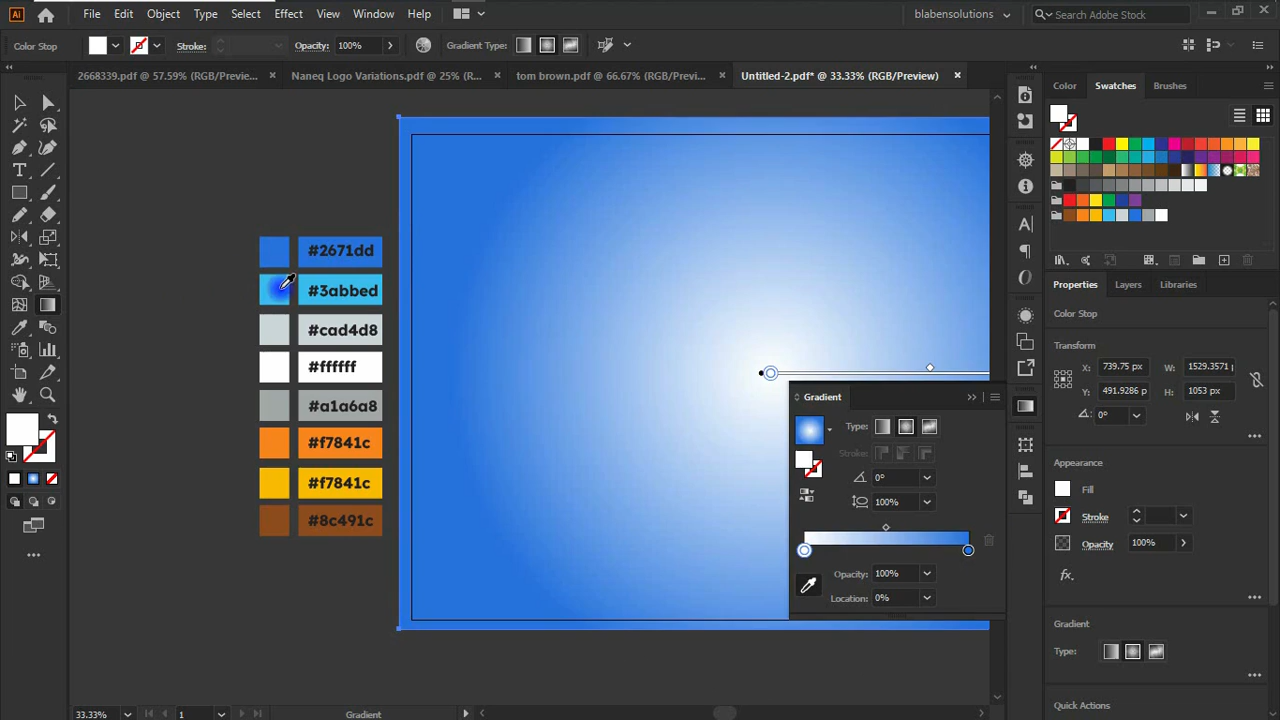 Ai File Edit Object Type Select Effect View Window Help blabensolutions Search Adobe Stock
Color Stop Stroke: Opacity: 100% Gradient Type:
2668339.pdf @ 57.59% (RGB/Previe... Naneq Logo Variations.pdf @ 25% (R... tom brown.pdf @ 66.67% (RGB/Previ... Untitled-2.pdf* @ 33.33% (RGB/Preview)
Color Swatches Brushes
#2671dd
#3abbed
#cad4d8
#ffffff
#a1a6a8
#f7841c
#f7841c
#8c491c
Gradient
Type:
Stroke:
0°
100%
Opacity: 100%
Location: 0%
Properties Layers Libraries
Color Stop
Transform
X: 739.75 px W: 1529.3571
Y: 491.9286 p H: 1053 px
0°
Appearance
Fill
Stroke
Opacity 100%
fx.
Gradient
Type:
Quick Actions
33.33% 1 Gradient